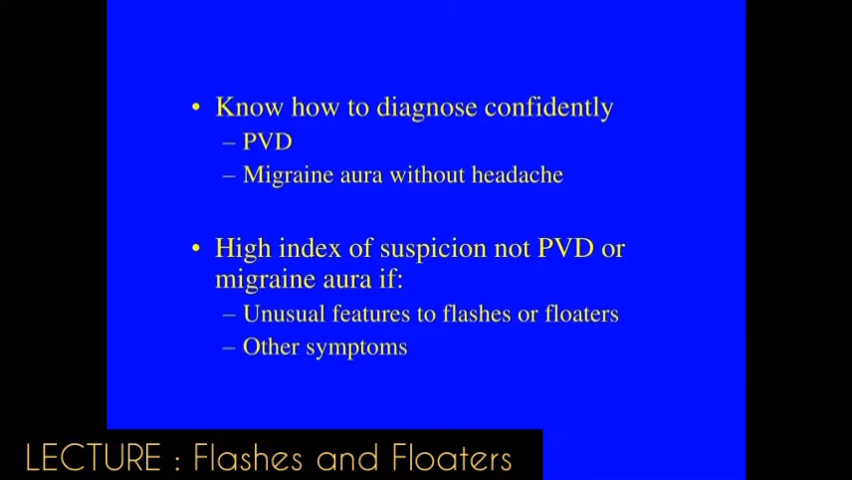 • Know how to diagnose confidently
– PVD
– Migraine aura without headache
• High index of suspicion not PVD or
migraine aura if:
– Unusual features to flashes or floaters
– Other symptoms
LECTURE : Flashes and Floaters